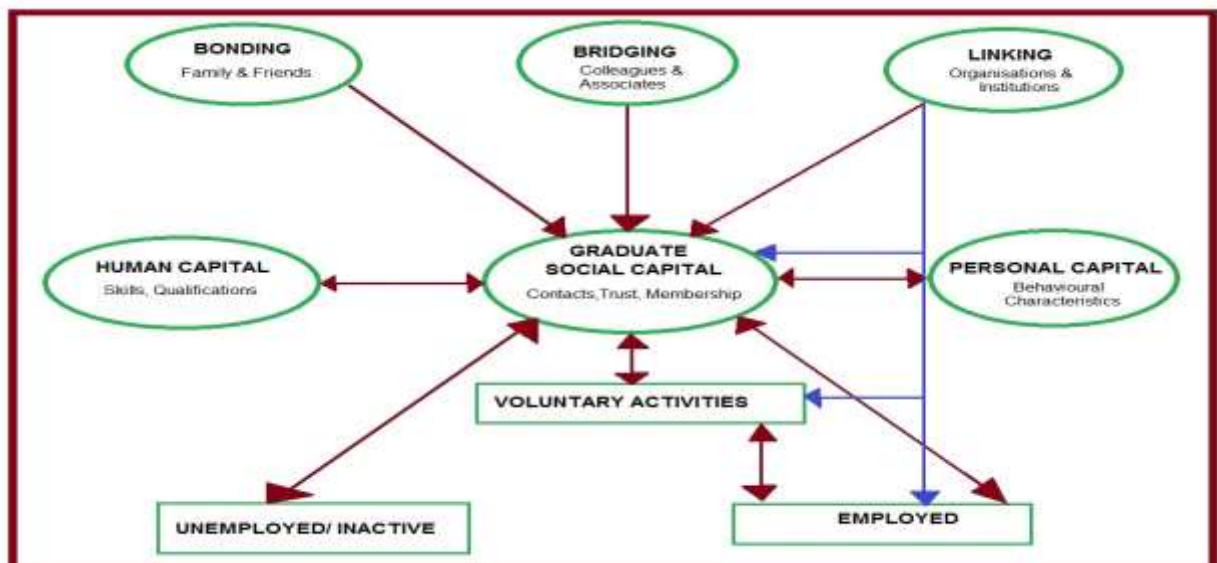 BONDING
Family & Friends
BRIDGING
Colleagues &
Associates
LINKING
Organisations &
Institutions
HUMAN CAPITAL
Skills, Qualifications
GRADUATE
SOCIAL CAPITAL
Contacts,Trust, Membership
PERSONAL CAPITAL
Behavioural
Characteristics
VOLUNTARY ACTIVITIES
UNEMPLOYED/ INACTIVE
EMPLOYED